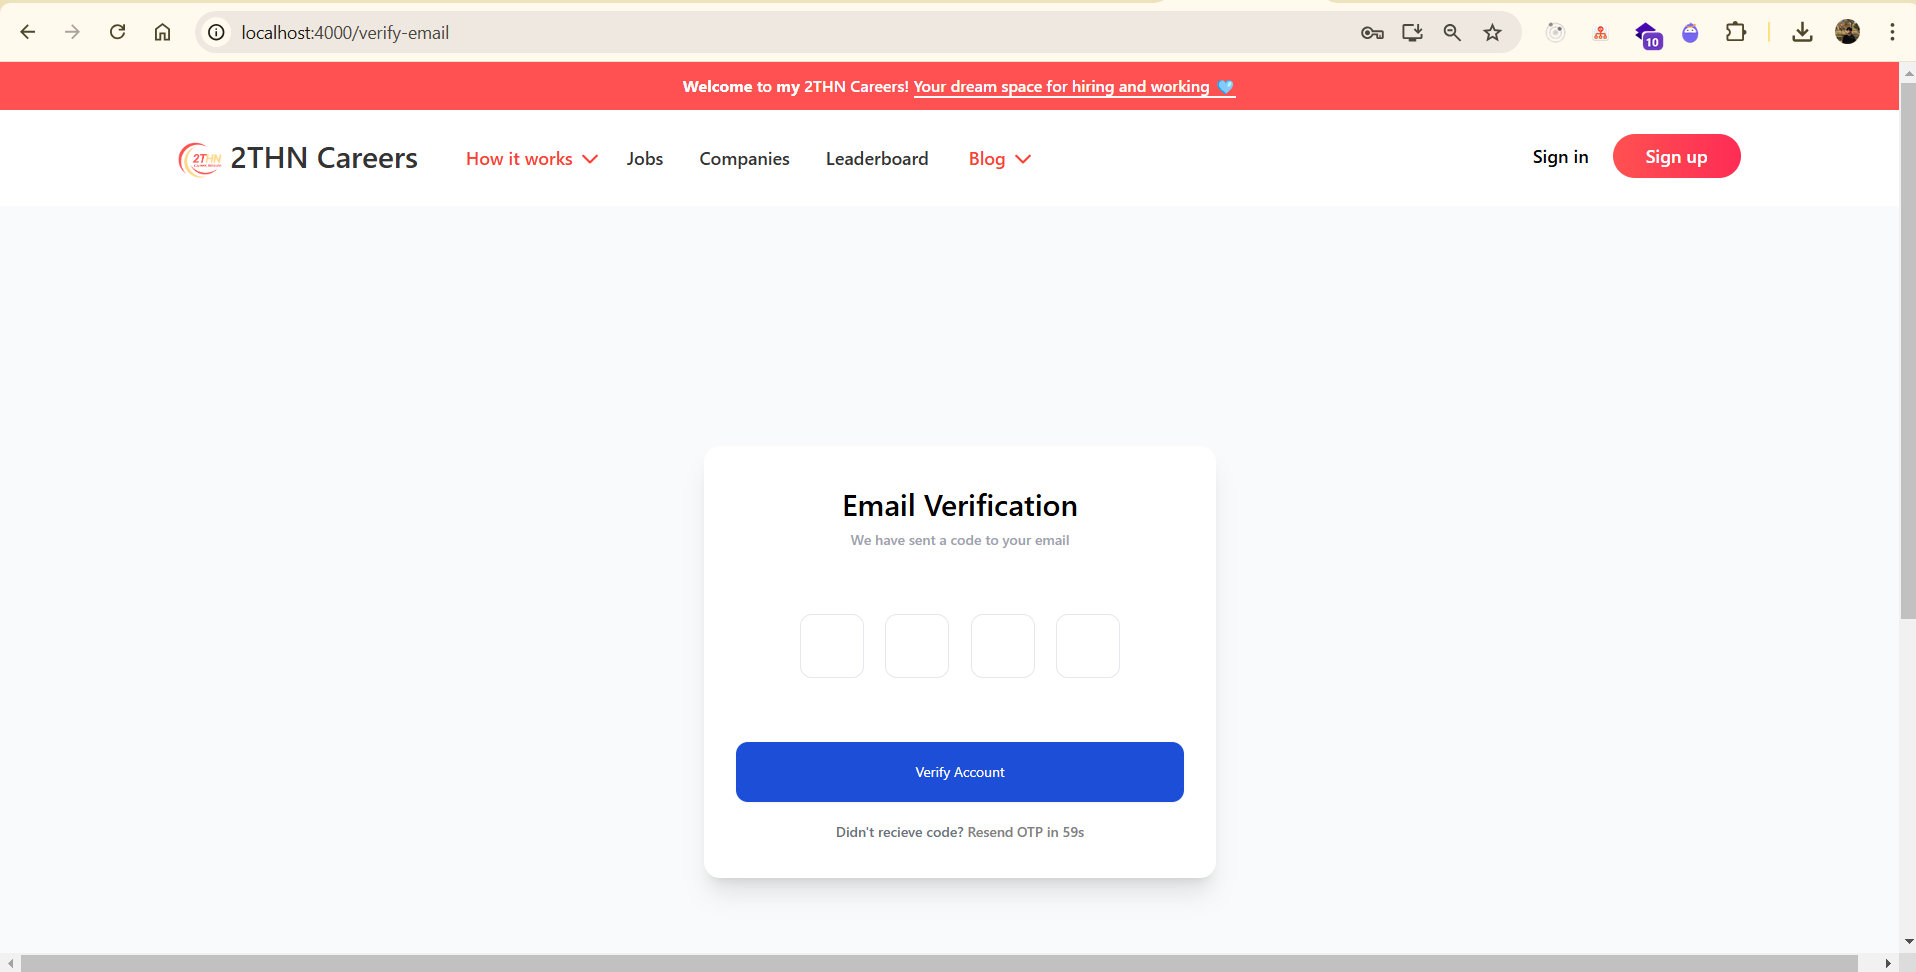 localhost:4000/verify-email
10
Welcome to my 2THN Careers! Your dream space for hiring and working 🩵
2THN
2THN Careers
How it works
Jobs
Companies
Leaderboard
Blog
Sign in
Sign up
Email Verification
We have sent a code to your email
Verify Account
Didn't recieve code? Resend OTP in 59s